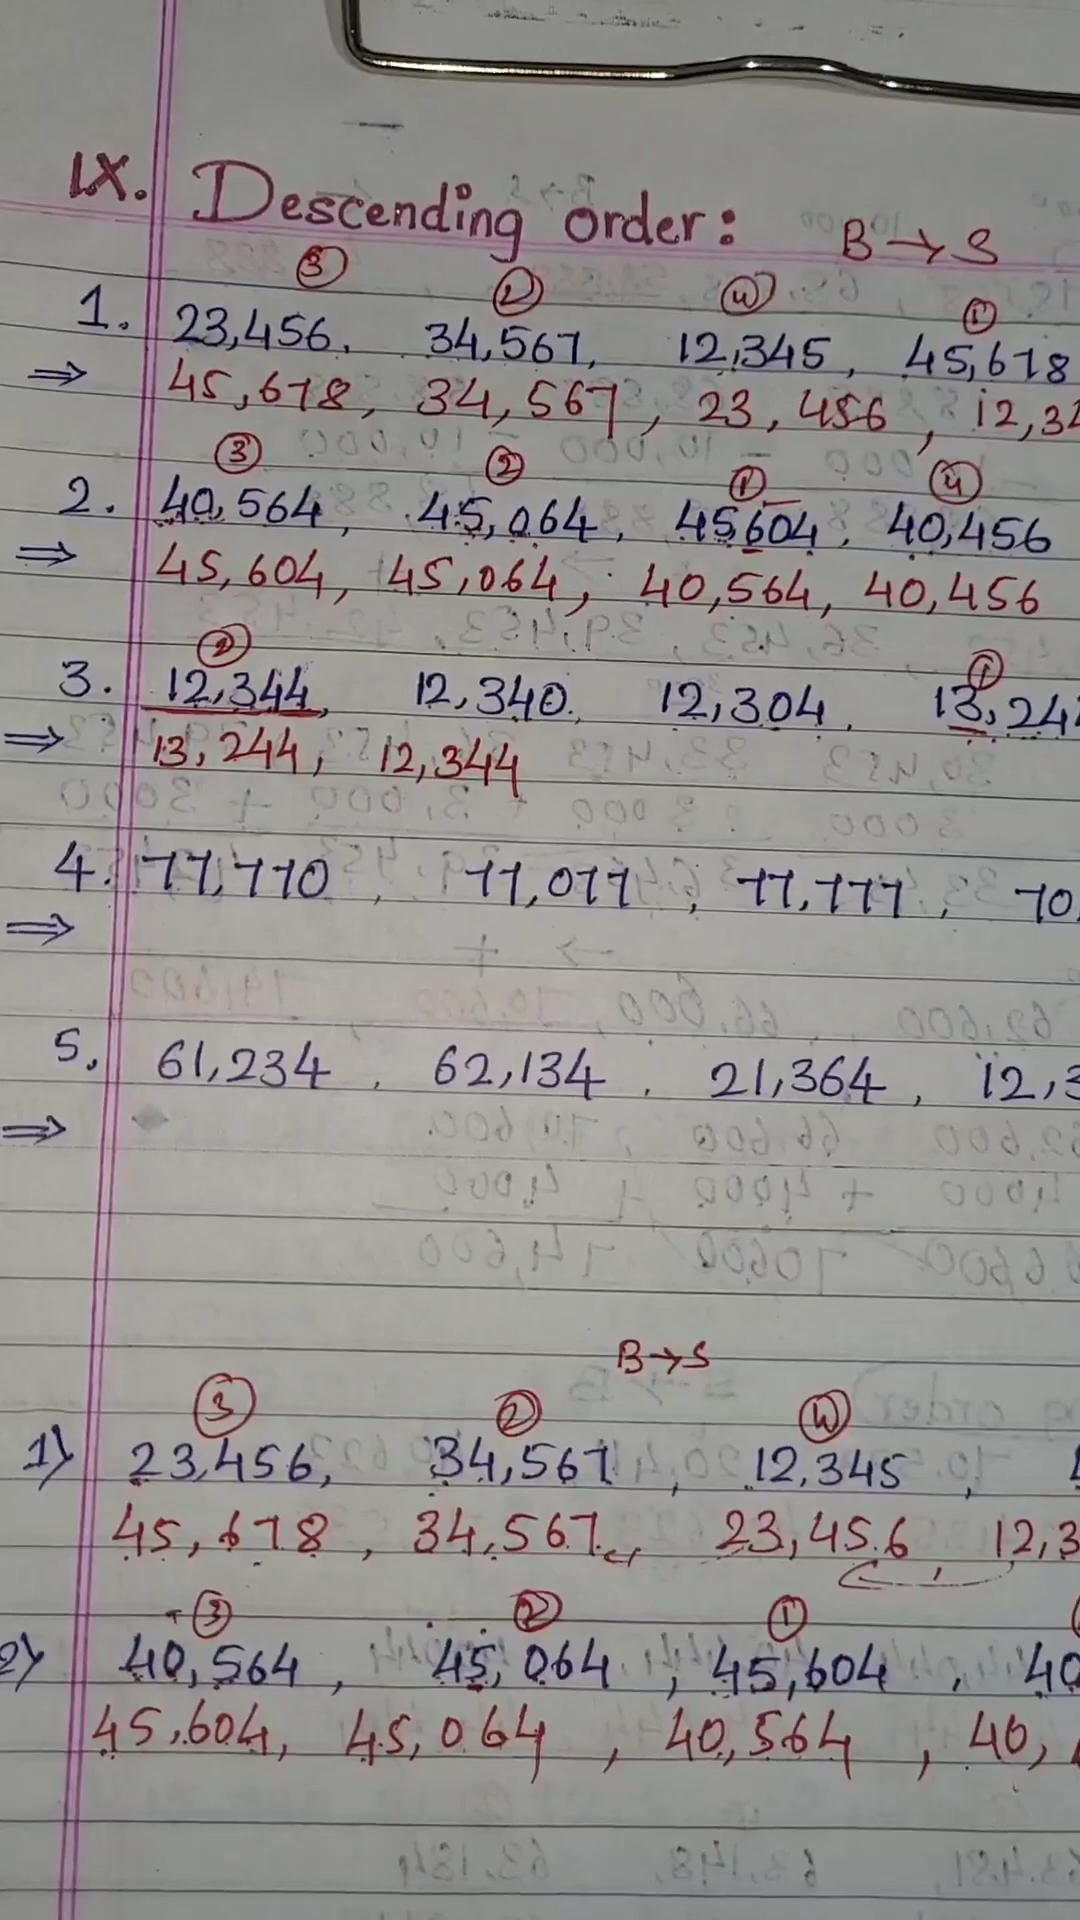 IX. Descending order: B → S
3 2 4 1
1. 23,456, 34,567, 12,345, 45,678
⇒ 45,678, 34,567, 23,456, 12,34
3 2 1 4
2. 40,564, 45,064, 45604, 40,456
⇒ 45,604, 45,064, 40,564, 40,456
2 1
3. 12,344, 12,340, 12,304, 13,244
⇒ 13,244, 12,344
4. 77,770, 77,077, 77,777, 70,
⇒
5. 61,234, 62,134, 21,364, 12,3
⇒
B→S
3 2 4
1) 23,456, 34,567, 12,345,
45,678, 34,567, 23,456, 12,3
3 2 1
2) 40,564, 45,064, 45,604, 40
45,604, 45,064, 40,564, 40,